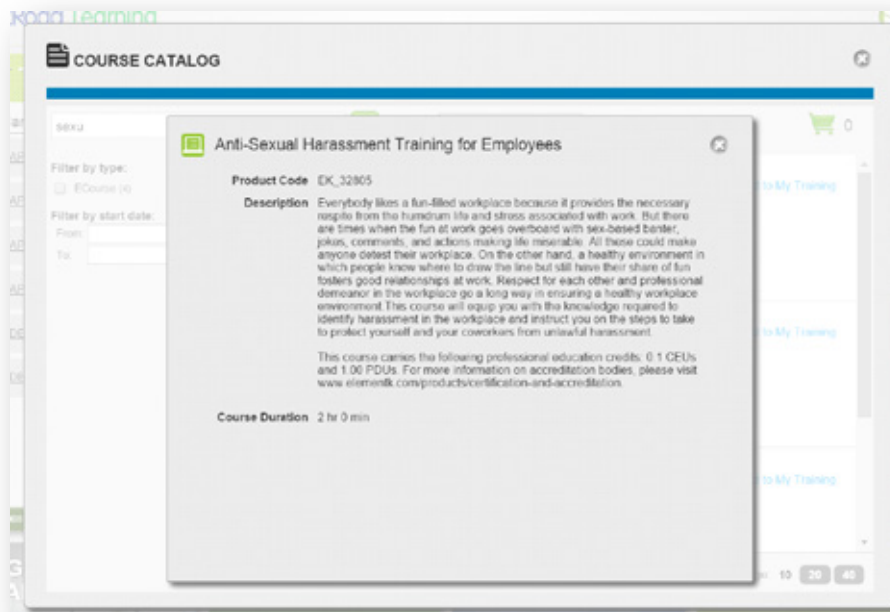 Road Learning
COURSE CATALOG
sexu
0
Anti-Sexual Harassment Training for Employees
Filter by type:
ECourse (4)
Filter by start date:
From:
To:
Product Code EK_32805
Description Everybody likes a fun-filled workplace because it provides the necessary
respite from the humdrum life and stress associated with work. But there
are times when the fun at work goes overboard with sex-based banter,
jokes, comments, and actions making life miserable. All these could make
anyone detest their workplace. On the other hand, a healthy environment in
which people know where to draw the line but still have their share of fun
fosters good relationships at work. Respect for each other and professional
demeanor in the workplace go a long way in ensuring a healthy workplace
environment.This course will equip you with the knowledge required to
identify harassment in the workplace and instruct you on the steps to take
to protect yourself and your coworkers from unlawful harassment.
This course carries the following professional education credits: 0.1 CEUs
and 1.00 PDUs. For more information on accreditation bodies, please visit
www.elementk.com/products/certification-and-accreditation.
Course Duration 2 hr 0 min
to My Training
to My Training
to My Training
10 20 40